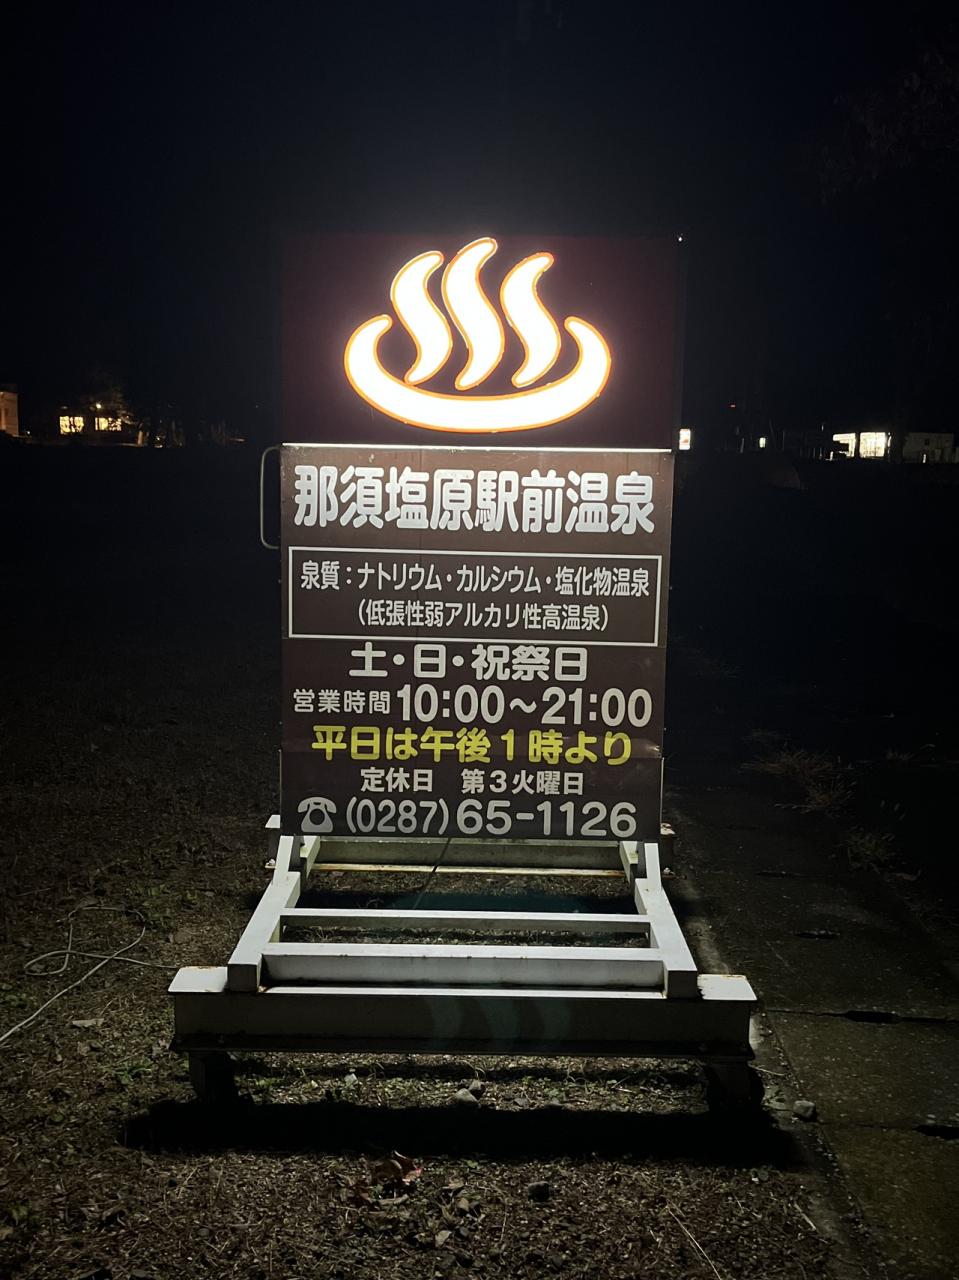 那須塩原駅前温泉
泉質：ナトリウム・カルシウム・塩化物温泉
（低張性弱アルカリ性高温泉）
土・日・祝祭日
営業時間 10:00～21:00
平日は午後1時より
定休日 第3火曜日
☎(0287)65-1126